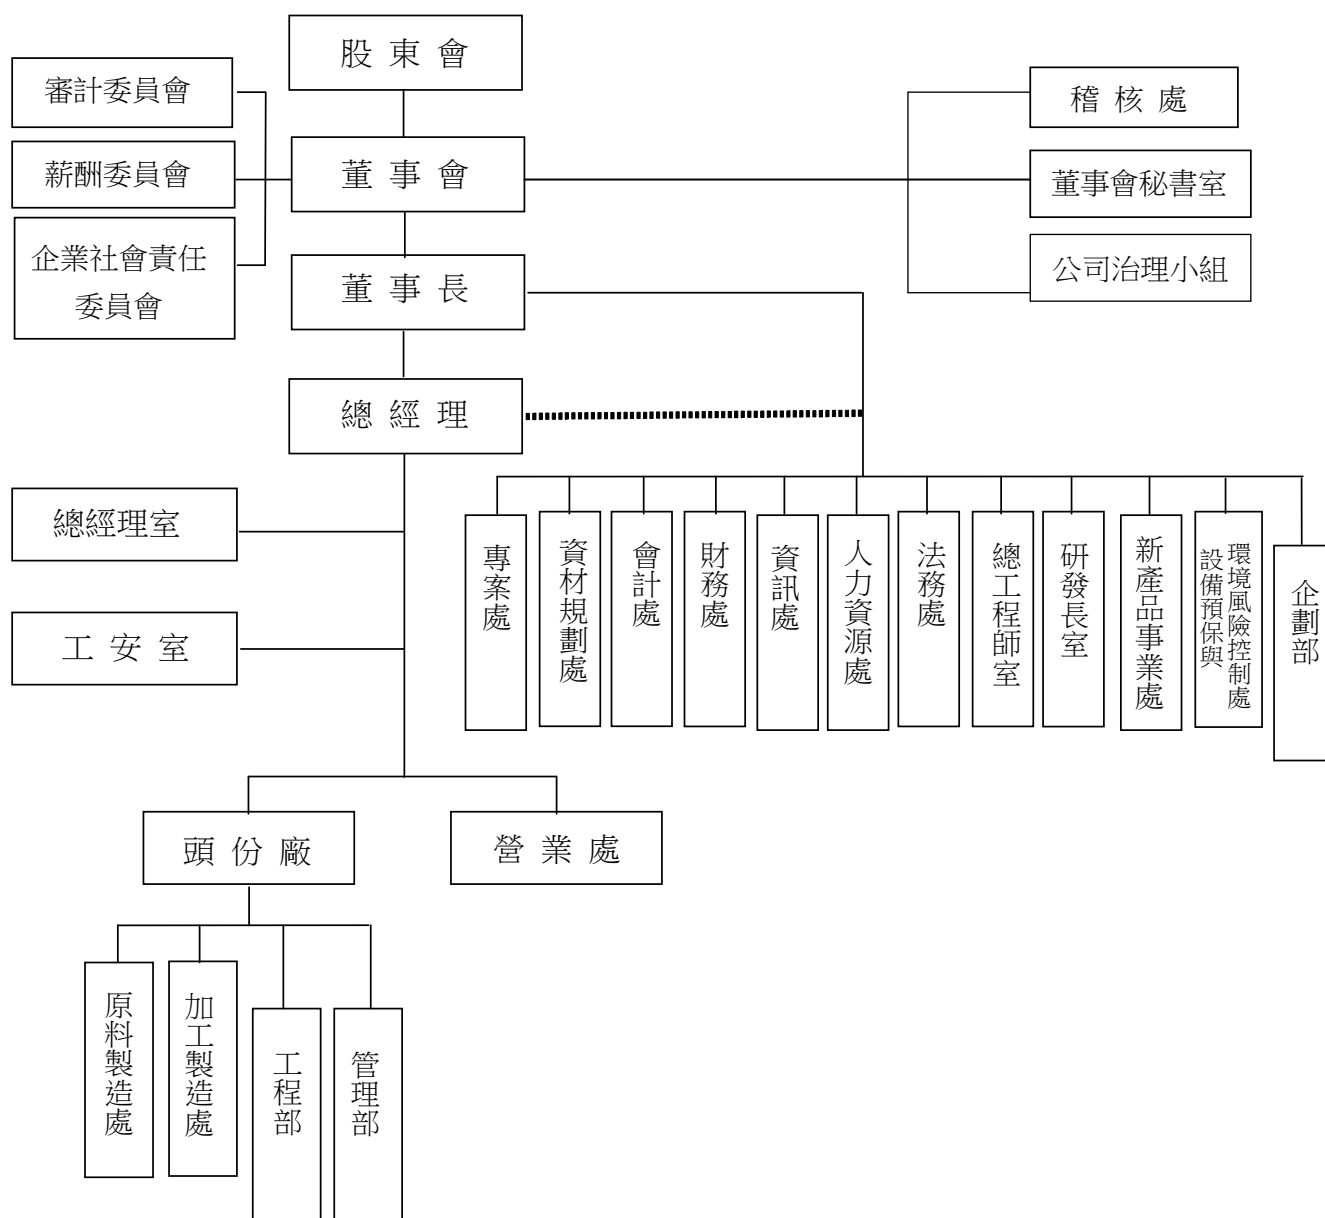 股東會
審計委員會
稽核處
薪酬委員會
董事會
董事會秘書室
企業社會責任
委員會
董事長
公司治理小組
總經理
總經理室
工安室
專案處
資材規劃處
會計處
財務處
資訊處
人力資源處
法務處
總工程師室
研發長室
新產品事業處
環境風險控制處
設備預保與
企劃部
頭份廠
營業處
原料製造處
加工製造處
工程部
管理部